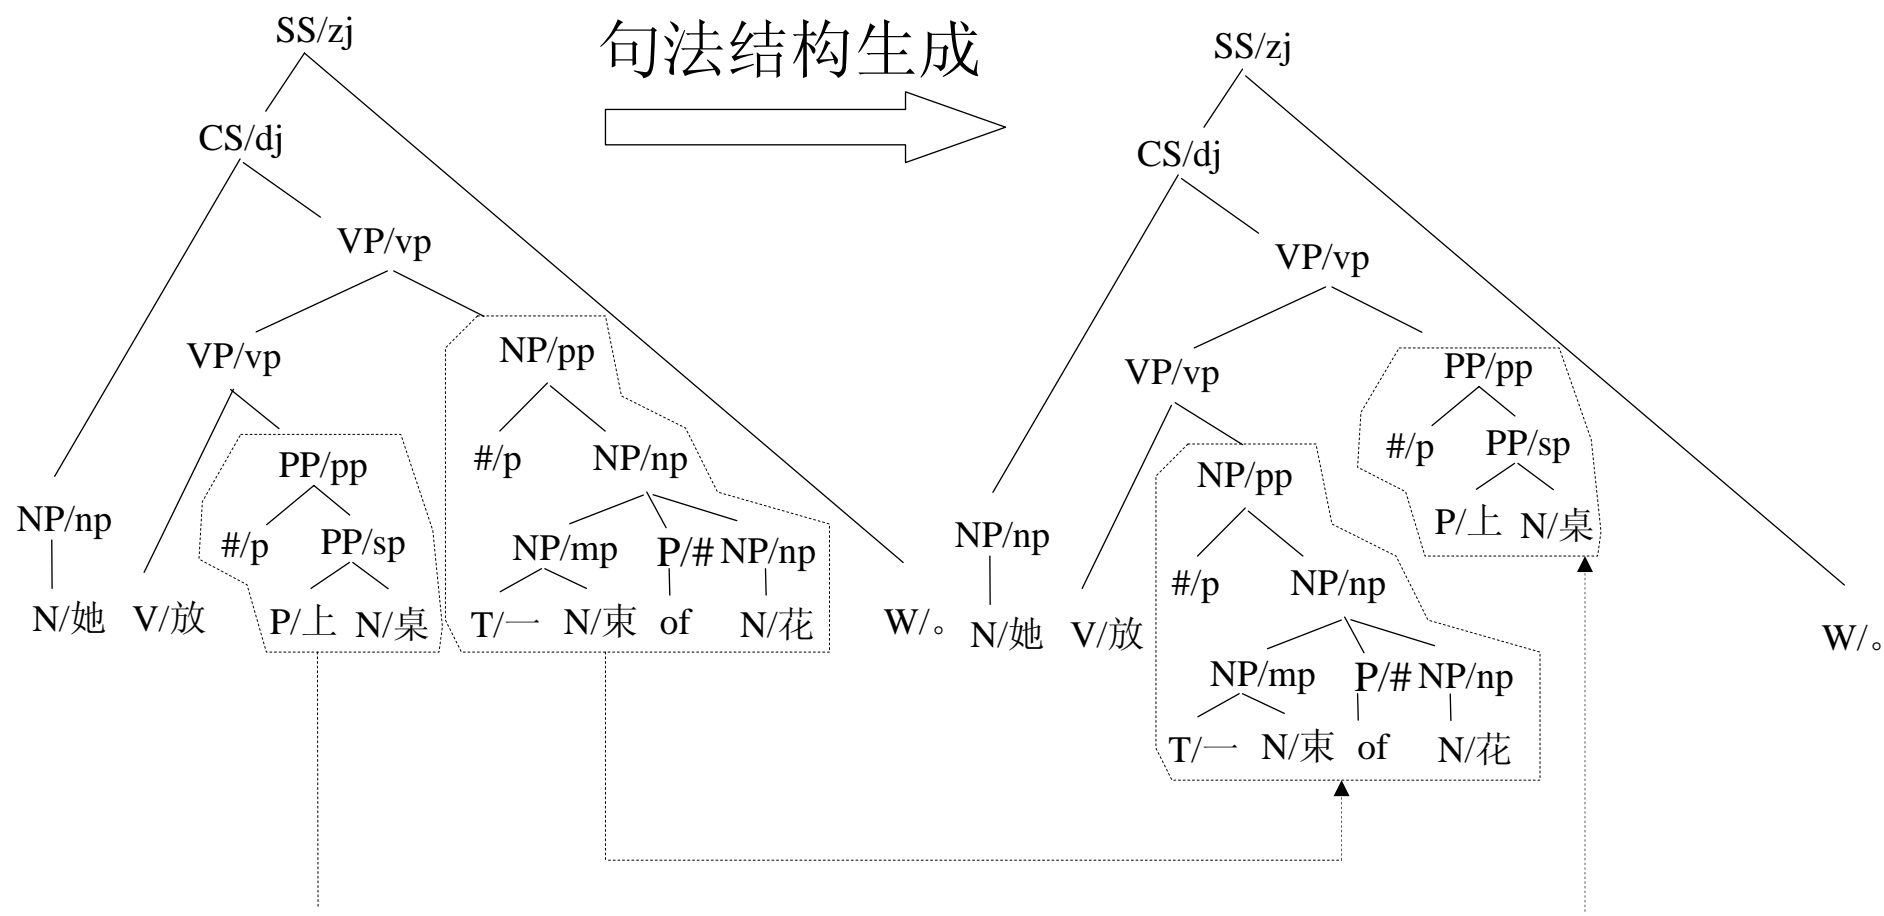 SS/zj
句法结构生成
SS/zj
CS/dj
CS/dj
VP/vp
VP/vp
VP/vp
NP/pp
VP/vp
PP/pp
PP/pp
#/p
NP/np
NP/pp
#/p
PP/sp
NP/np
#/p
PP/sp
NP/mp
P/#
NP/np
NP/np
#/p
NP/np
P/上
N/桌
N/她
V/放
P/上
N/桌
T/一
N/束
of
N/花
W/。
N/她
V/放
W/。
NP/mp
P/#
NP/np
T/一
N/束
of
N/花